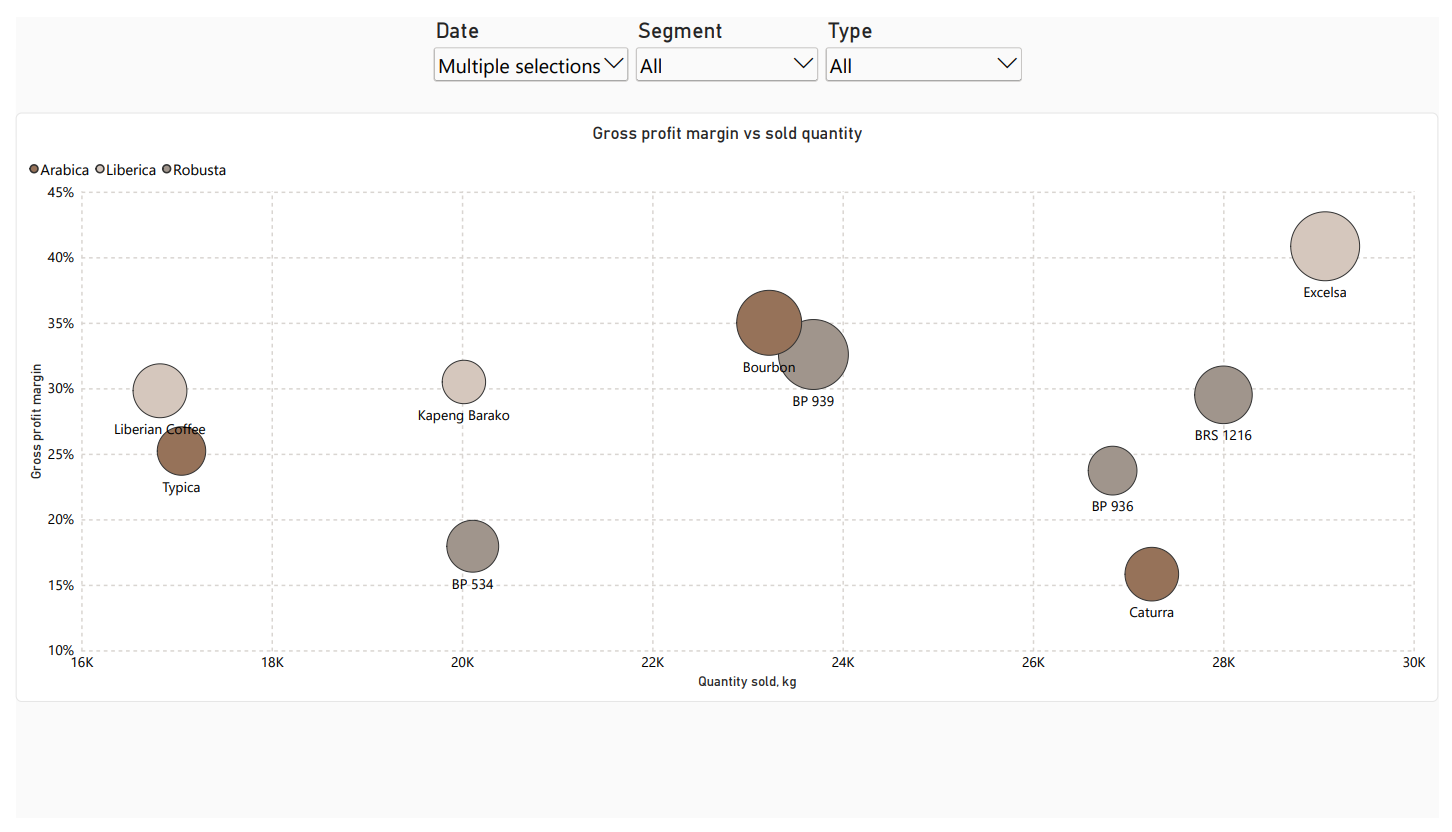 Date Segment Type
Multiple selections All All
Gross profit margin vs sold quantity
Arabica Liberica Robusta
45%
40%
35%
30%
25%
20%
15%
10%
Gross profit margin
Excelsa
Bourbon
BP 939
Kapeng Barako
Liberian Coffee
BRS 1216
Typica
BP 936
BP 534
Caturra
16K 18K 20K 22K 24K 26K 28K 30K
Quantity sold, kg